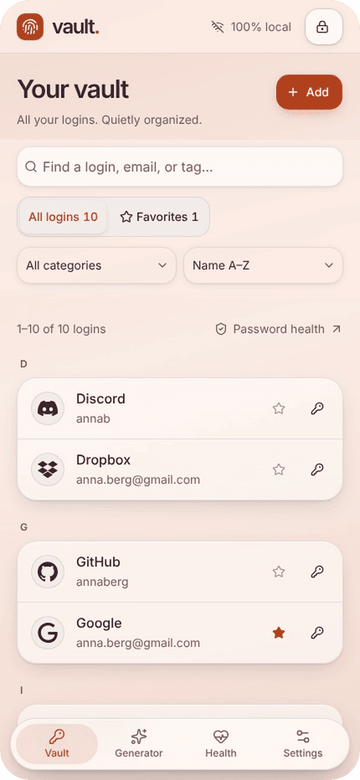 vault.
100% local
Your vault
+ Add
All your logins. Quietly organized.
Find a login, email, or tag...
All logins 10
Favorites 1
All categories
Name A–Z
1–10 of 10 logins
Password health
D
Discord
annab
Dropbox
anna.berg@gmail.com
G
GitHub
annaberg
Google
anna.berg@gmail.com
I
Vault
Generator
Health
Settings